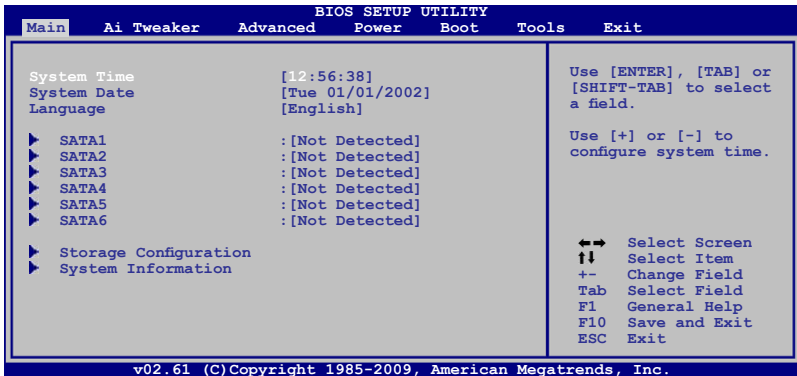 BIOS SETUP UTILITY
Main Ai Tweaker Advanced Power Boot Tools Exit
System Time [12:56:38]
System Date [Tue 01/01/2002]
Language [English]
SATA1 :[Not Detected]
SATA2 :[Not Detected]
SATA3 :[Not Detected]
SATA4 :[Not Detected]
SATA5 :[Not Detected]
SATA6 :[Not Detected]
Storage Configuration
System Information
Use [ENTER], [TAB] or
[SHIFT-TAB] to select
a field.
Use [+] or [-] to
configure system time.
←→ Select Screen
↑↓ Select Item
+- Change Field
Tab Select Field
F1 General Help
F10 Save and Exit
ESC Exit
v02.61 (C)Copyright 1985-2009, American Megatrends, Inc.